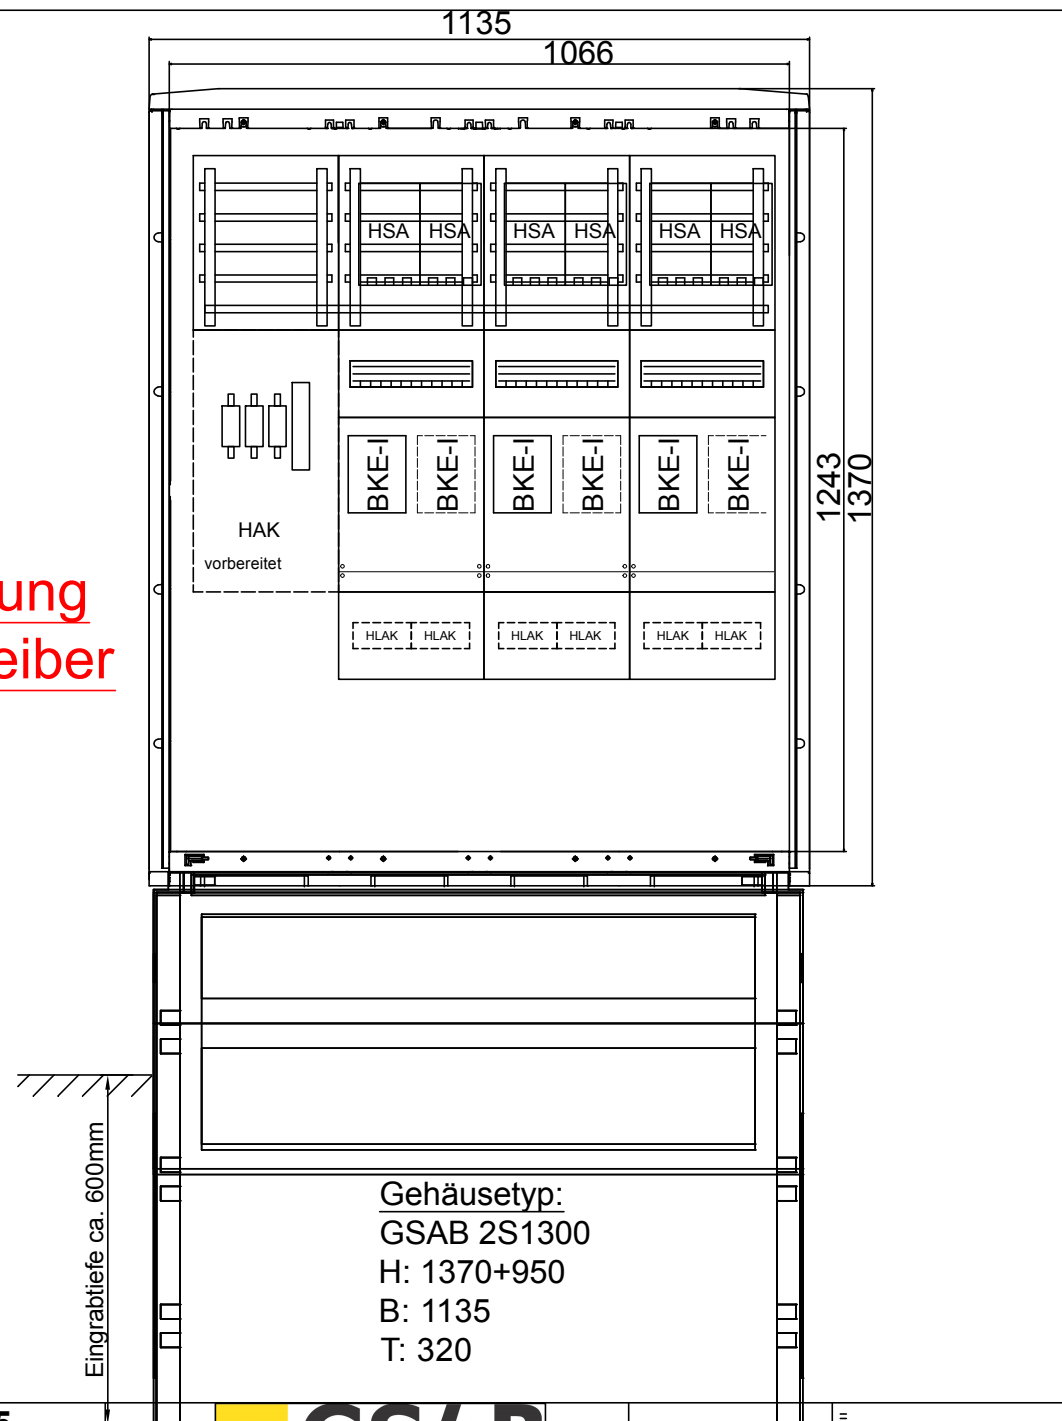 1135
1066
HSA HSA HSA HSA HSA HSA
1243
1370
BKE-I BKE-I BKE-I BKE-I BKE-I BKE-I
HAK
vorbereitet
ung
eiber
HLAK HLAK HLAK HLAK HLAK HLAK
Eingrabtiefe ca. 600mm
Gehäusetyp:
GSAB 2S1300
H: 1370+950
B: 1135
T: 320
GSAB